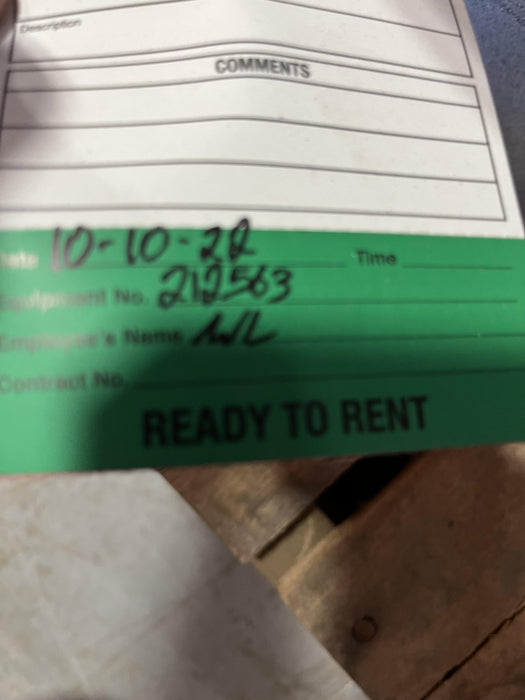 Description
COMMENTS
Date 10-10-22 Time
Equipment No. 212563
Employee's Name
Contract No.
READY TO RENT